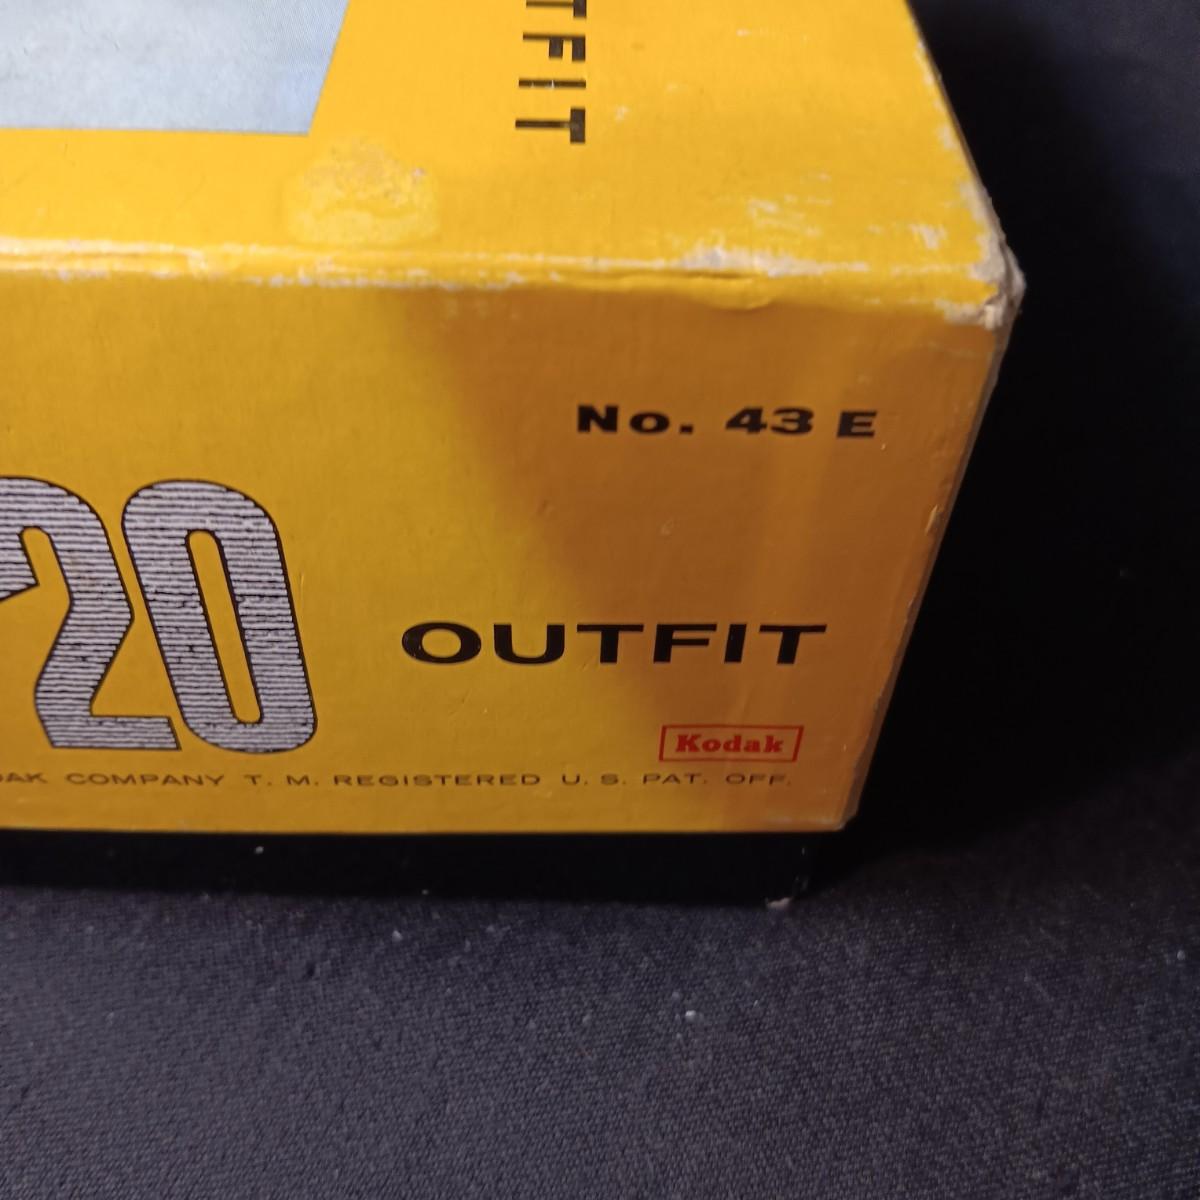 TFIT
No. 43 E
20
OUTFIT
Kodak
DAK COMPANY T. M. REGISTERED U. S. PAT. OFF.